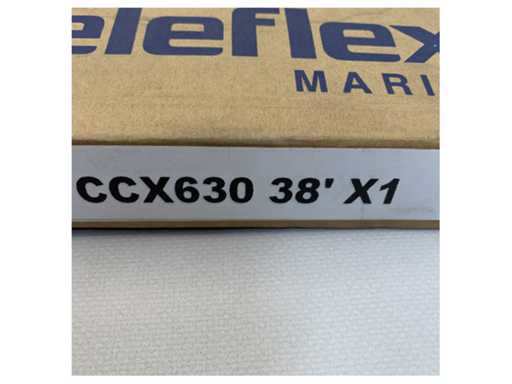 eleflex
MARI
CCX630 38' X1